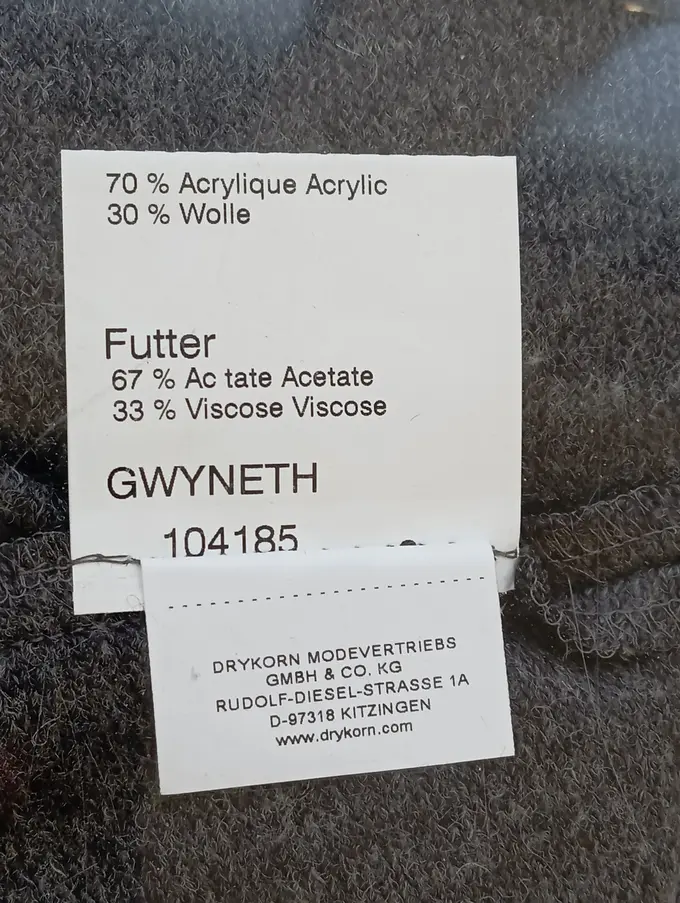 70 % Acrylique Acrylic
30 % Wolle
Futter
67 % Ac tate Acetate
33 % Viscose Viscose
GWYNETH
104185
DRYKORN MODEVERTRIEBS
GMBH & CO. KG
RUDOLF-DIESEL-STRASSE 1A
D-97318 KITZINGEN
www.drykorn.com